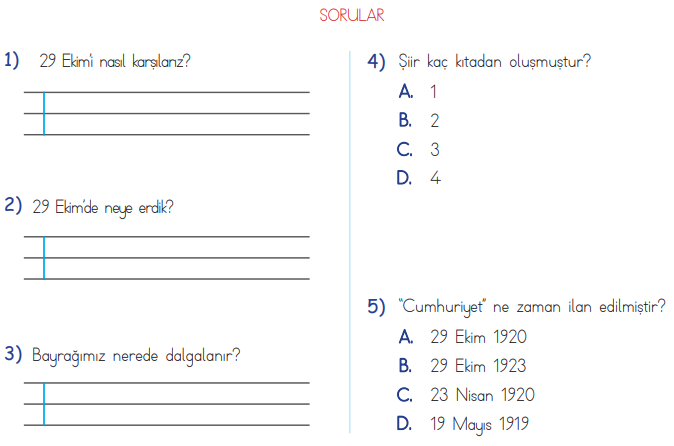 SORULAR
1) 29 Ekim'i nasıl karşılarız?
2) 29 Ekim'de neye erdik?
3) Bayrağımız nerede dalgalanır?
4) Şiir kaç kıtadan oluşmuştur?
A. 1
B. 2
C. 3
D. 4
5) "Cumhuriyet" ne zaman ilan edilmiştir?
A. 29 Ekim 1920
B. 29 Ekim 1923
C. 23 Nisan 1920
D. 19 Mayıs 1919